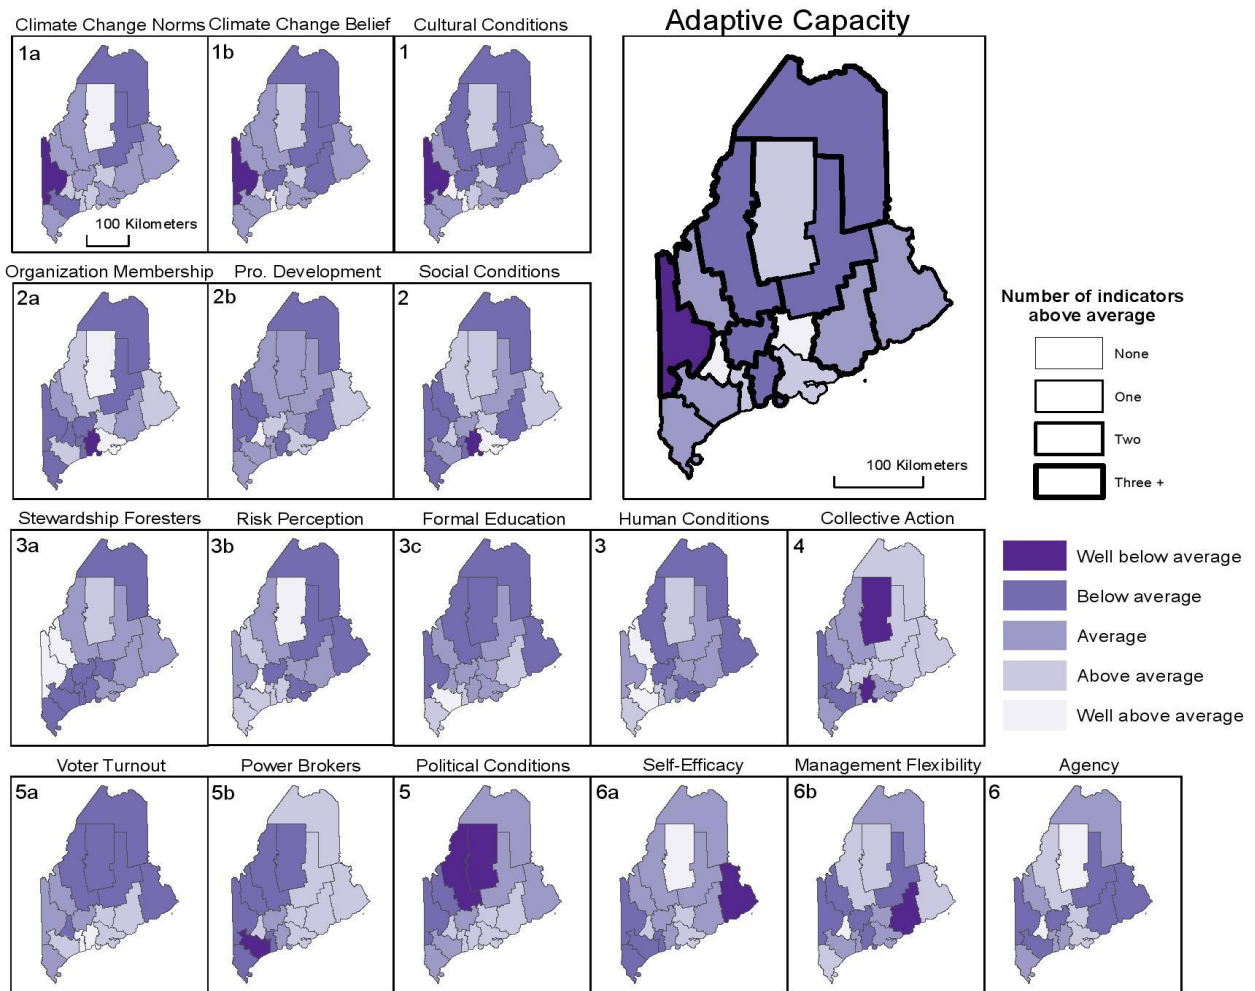 Climate Change Norms Climate Change Belief Cultural Conditions
Adaptive Capacity
1a 1b 1
100 Kilometers
Organization Membership Pro. Development Social Conditions
2a 2b 2
100 Kilometers
Number of indicators
above average
None
One
Two
Three +
Stewardship Foresters Risk Perception Formal Education Human Conditions Collective Action
3a 3b 3c 3 4
Well below average
Below average
Average
Above average
Well above average
Voter Turnout Power Brokers Political Conditions Self-Efficacy Management Flexibility Agency
5a 5b 5 6a 6b 6